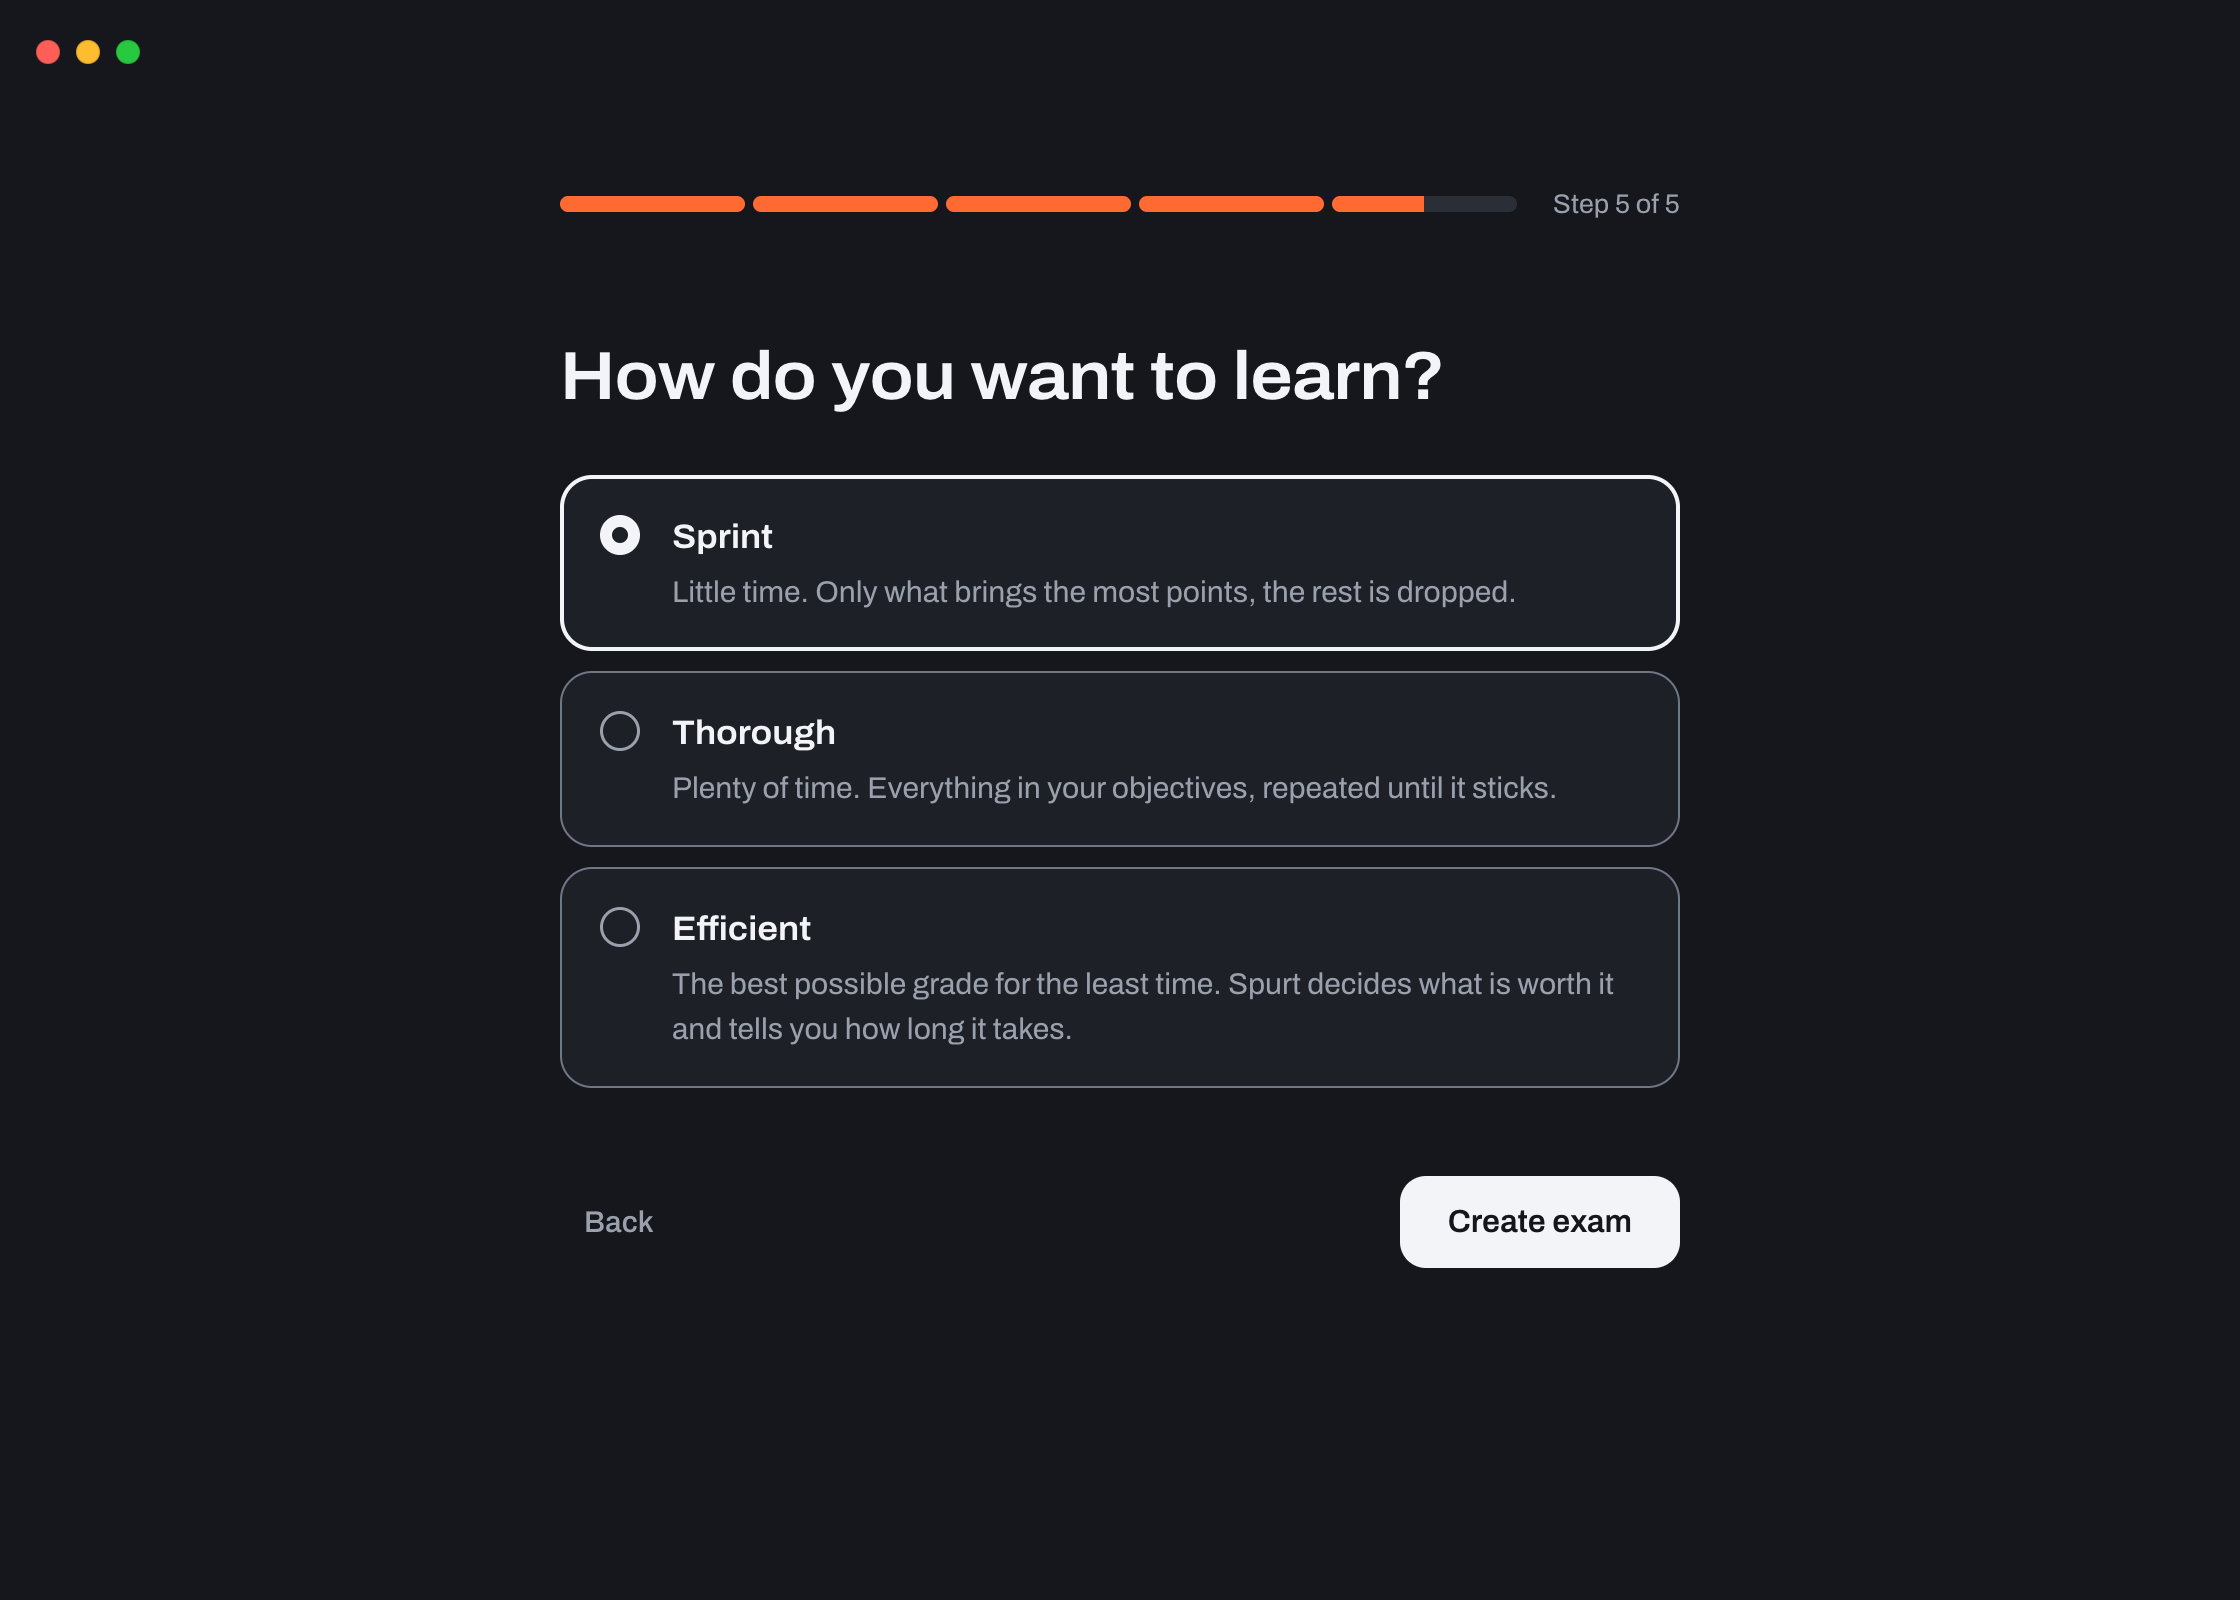 Step 5 of 5
How do you want to learn?
Sprint
Little time. Only what brings the most points, the rest is dropped.
Thorough
Plenty of time. Everything in your objectives, repeated until it sticks.
Efficient
The best possible grade for the least time. Spurt decides what is worth it
and tells you how long it takes.
Back
Create exam